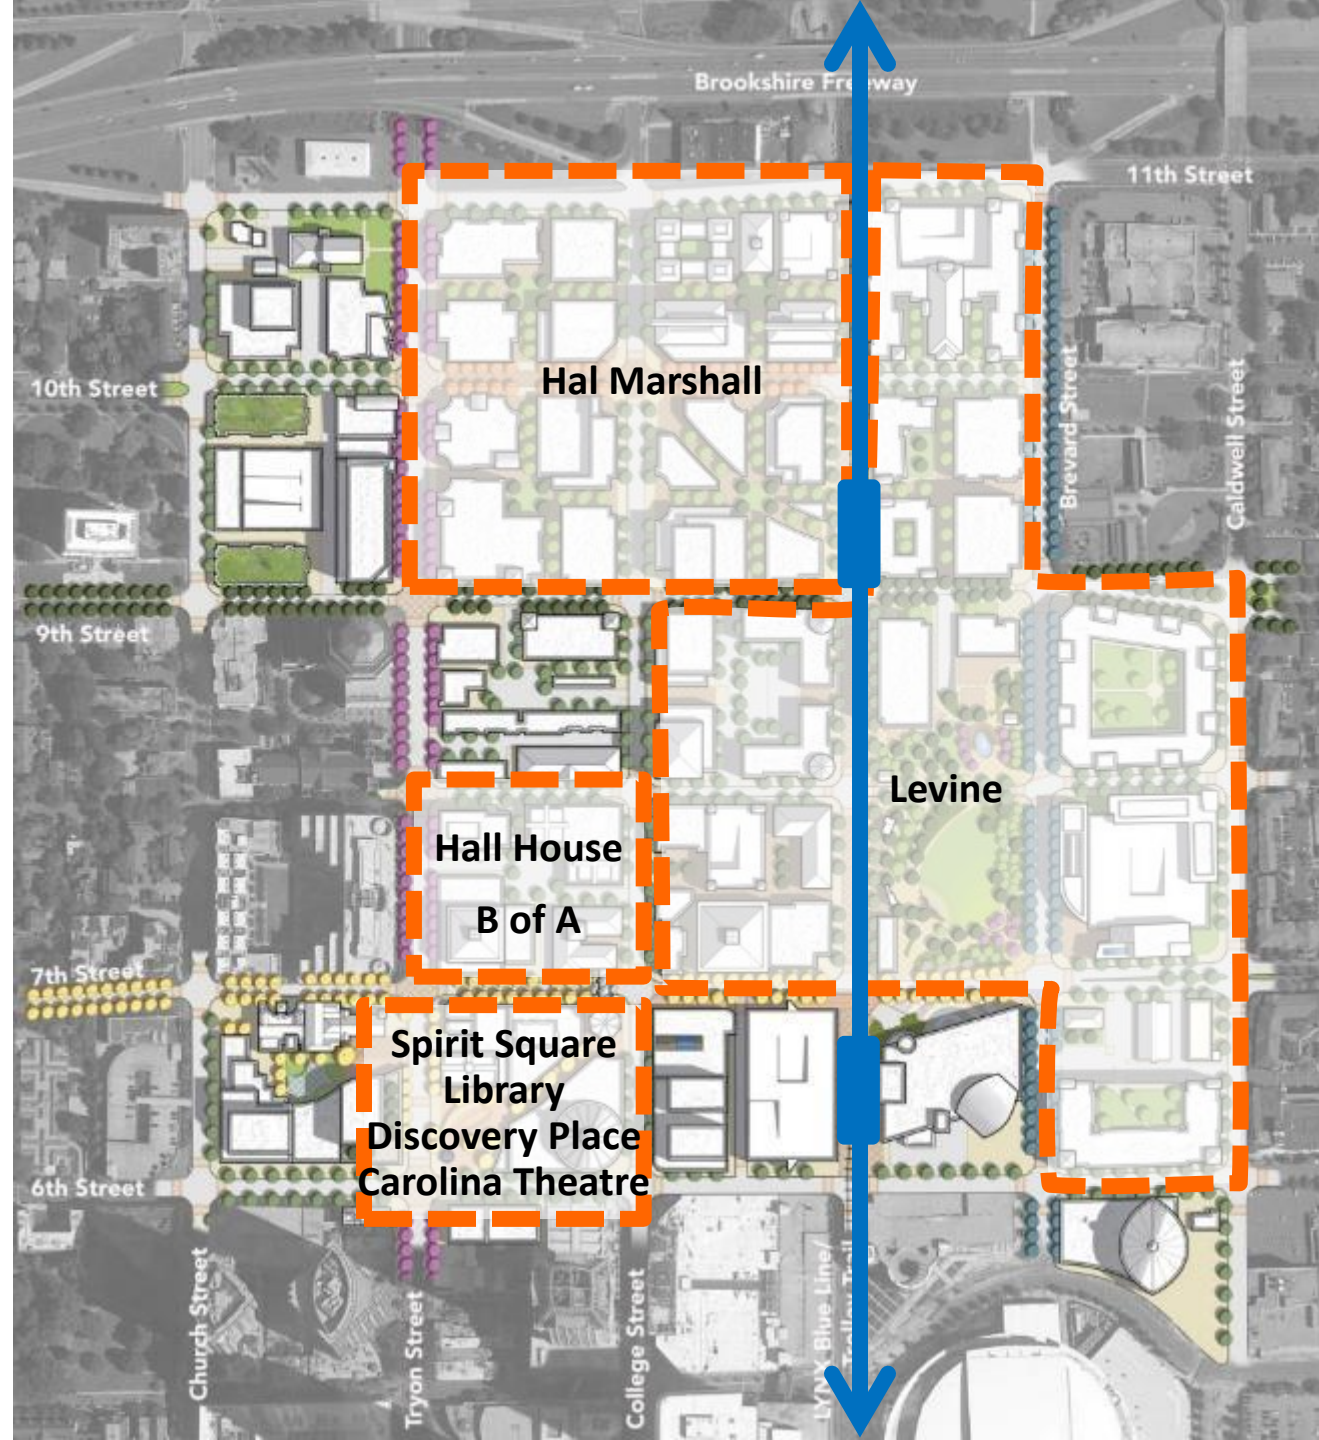 Brookshire Freeway
11th Street
Hal Marshall
10th Street
Brevard Street
Caldwell Street
9th Street
Levine
Hall House
B of A
7th Street
Spirit Square
Library
Discovery Place
Carolina Theatre
6th Street
Church Street
Tryon Street
College Street
LYNX Blue Line/
Trolley Trail